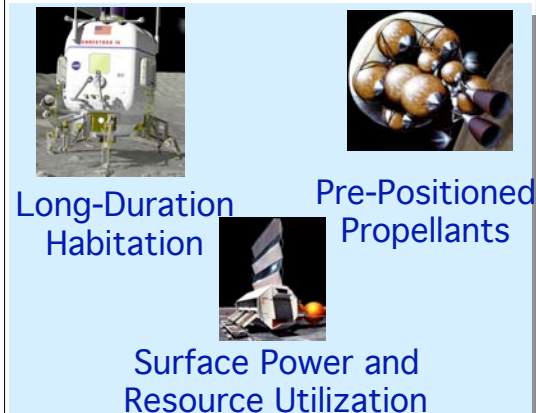 Long-Duration
Habitation
Pre-Positioned
Propellants
Surface Power and
Resource Utilization